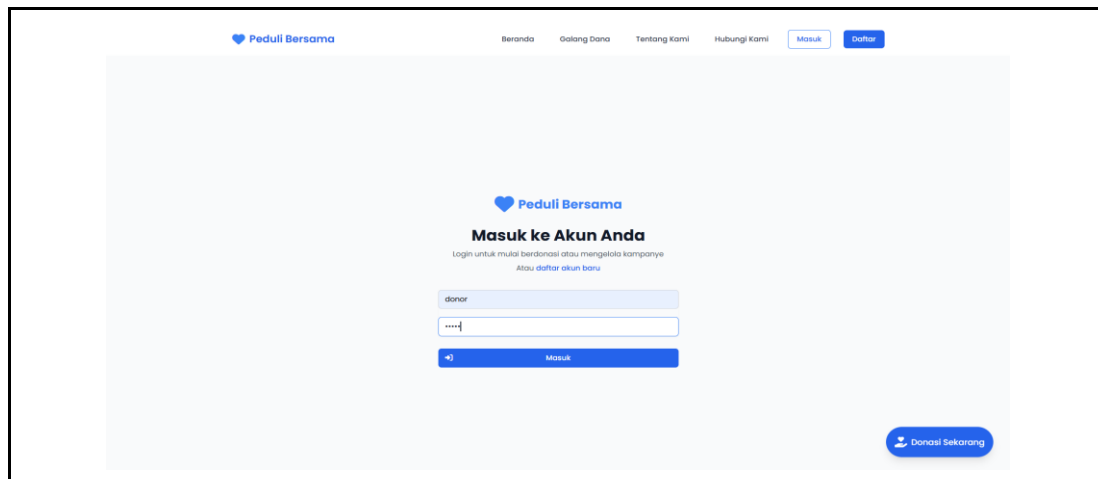 Peduli Bersama Beranda Galang Dana Tentang Kami Hubungi Kami Masuk Daftar
Peduli Bersama
Masuk ke Akun Anda
Login untuk mulai berdonasi atau mengelola kampanye
Atau daftar akun baru
donor
•••••
Masuk
Donasi Sekarang